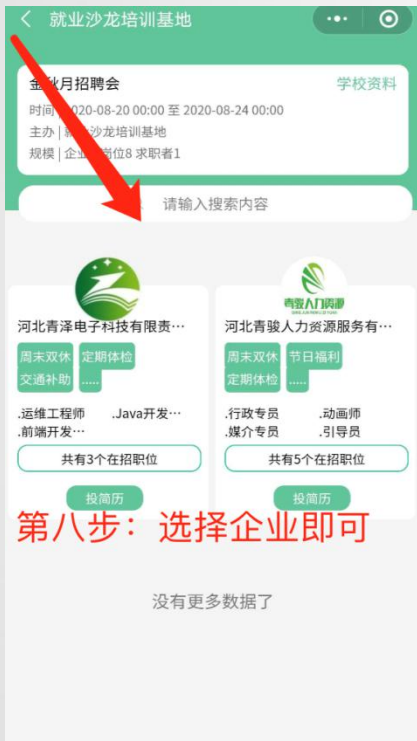 就业沙龙培训基地
金秋月招聘会
学校资料
时间 2020-08-20 00:00 至 2020-08-24 00:00
主办 | 就业沙龙培训基地
规模 | 企业 岗位8 求职者1
请输入搜索内容
青骏人力资源
河北青泽电子科技有限责…
周末双休 定期体检
交通补助 .....
.运维工程师 .Java开发…
.前端开发…
共有3个在招职位
投简历
河北青骏人力资源服务有…
周末双休 节日福利
定期体检 .....
.行政专员 .动画师
.媒介专员 .引导员
共有5个在招职位
投简历
第八步：选择企业即可
没有更多数据了